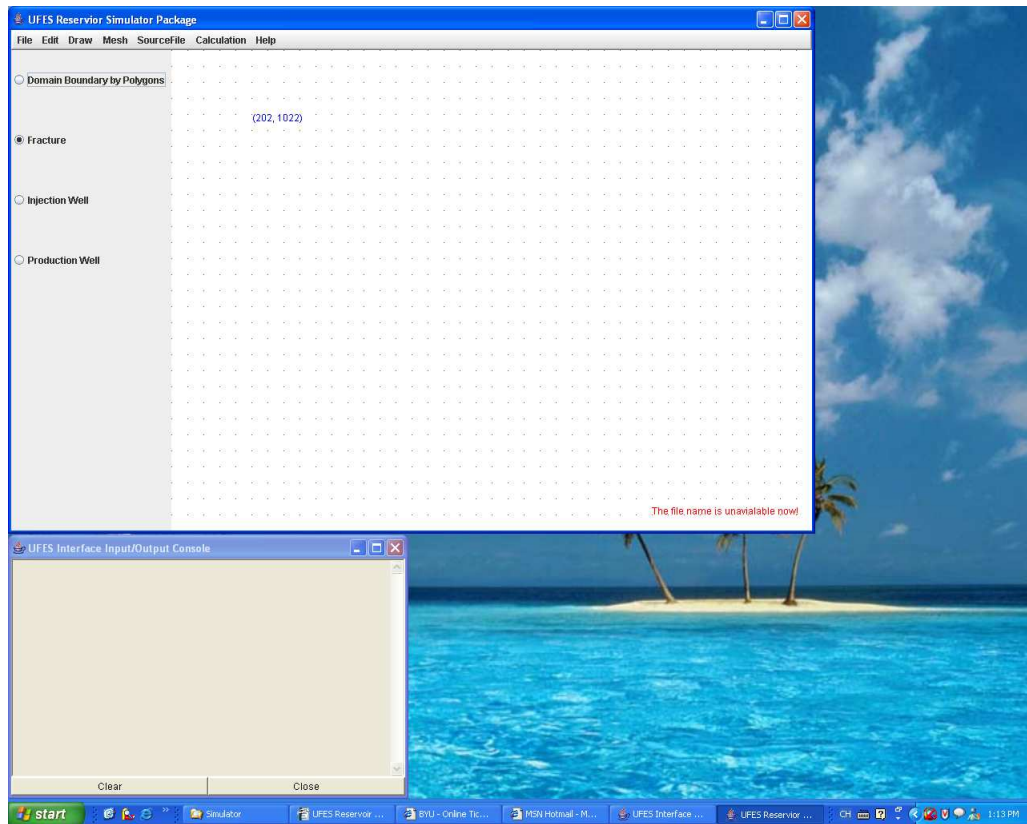 UFES Reservior Simulator Package
File Edit Draw Mesh SourceFile Calculation Help
Domain Boundary by Polygons
(202, 1022)
Fracture
Injection Well
Production Well
The file name is unavialable now!
UFES Interface Input/Output Console
Clear Close
start Simulator UFES Reservoir ... BYU - Online Tic... MSN Hotmail - M... UFES Interface ... UFES Reservior ... CH 1:13 PM